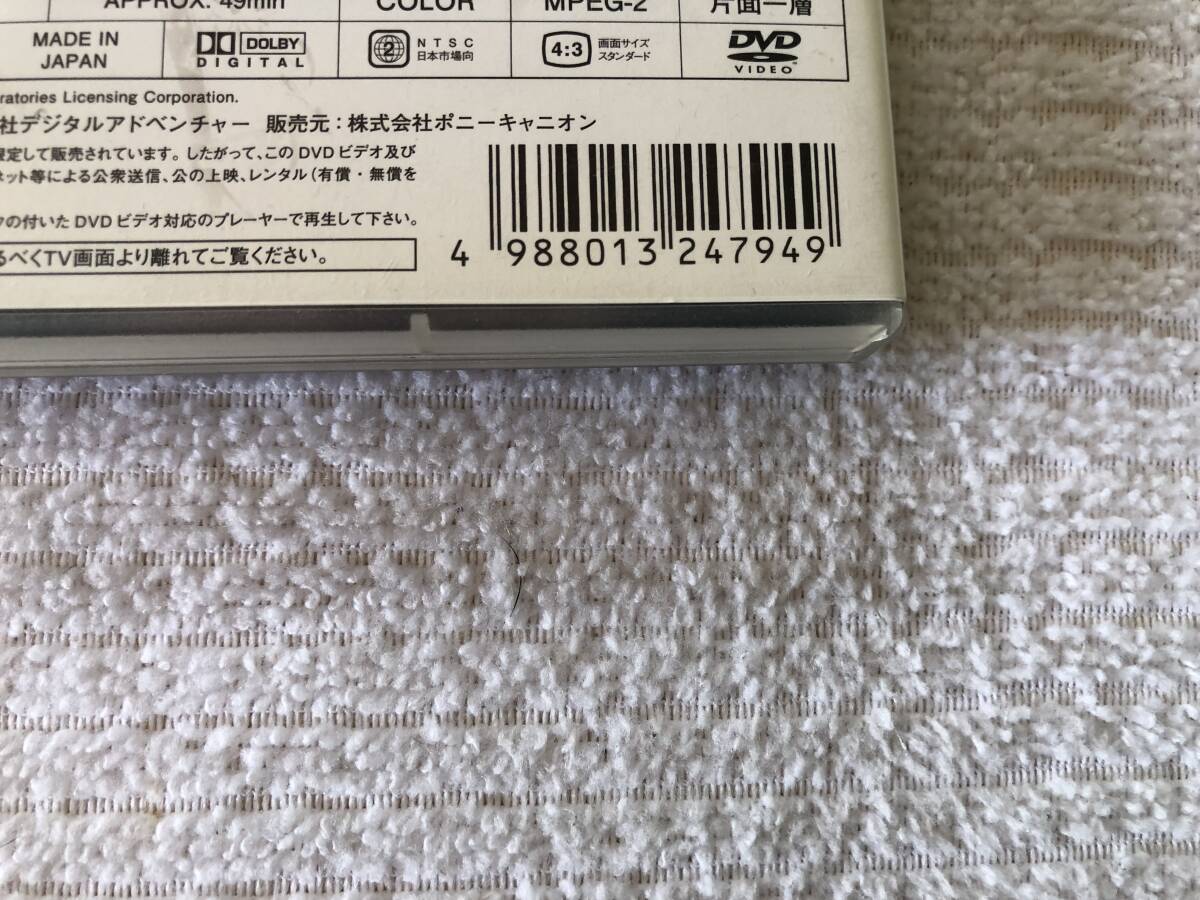 APPROX. 49min COLOR MPEG-2 片面一層
MADE IN JAPAN
DOLBY DIGITAL
2 NTSC 日本市場向
4:3 画面サイズ スタンダード
DVD VIDEO
ratories Licensing Corporation.
社デジタルアドベンチャー 販売元：株式会社ポニーキャニオン
限定して販売されています。したがって、このDVDビデオ及び
ネット等による公衆送信、公の上映、レンタル（有償・無償を
クの付いたDVDビデオ対応のプレーヤーで再生して下さい。
るべくTV画面より離れてご覧ください。
4 988013 247949